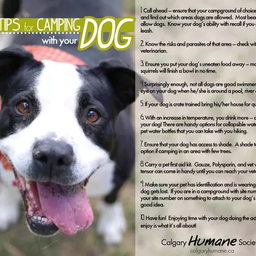 TIPS for CAMPING
with your DOG
1. Call ahead – ensure that your campground of choice
and find out which areas dogs are allowed. Most bea
allow dogs. Know your dog's ability with recall if you
leash.
2. Know the risks and parasites of that area – check wit
veterinarian.
3. Ensure you put your dog's uneaten food away – m
squirrels will finish a bowl in no time.
4. Surprisingly enough, not all dogs are good swimmer
eye on your dog when he/she is around a pool, river
5. If your dog is crate trained bring his/her house for qu
6. With an increase in temperature, drink more –
your dog! There are handy options for collapsible wate
pet water bottles that you can take with you hiking.
7. Ensure that your dog has access to shade. A shade t
option if camping in an area with few trees.
8. Carry a pet first aid kit. Gauze, Polysporin, and vet
tensor can come in handy until you can reach your vete
9. Make sure your pet has identification and is wearing
dog gets lost. If you are in a campground with site num
your site number on something to attach to your dog's
good idea.
10. Have fun! Enjoying time with your dog doing the ac
enjoy is what it's all about!
Calgary Humane Socie
calgaryhumane.ca